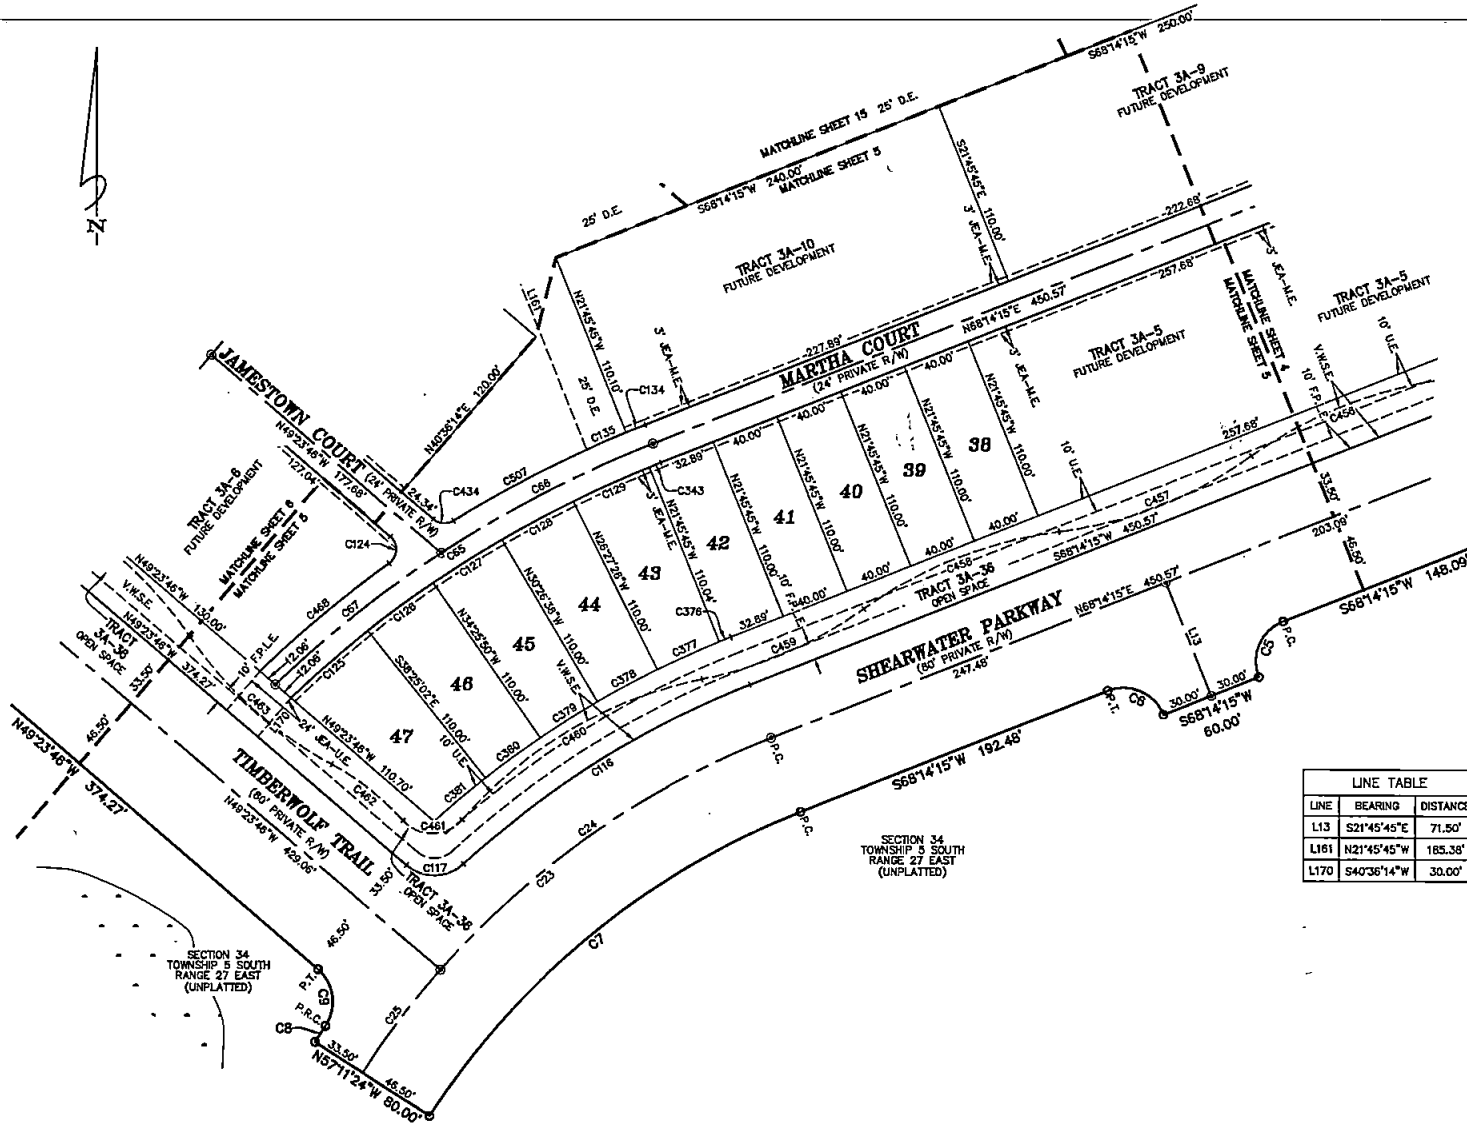 N
S68°14'15"W 250.00'
TRACT 3A-9
FUTURE DEVELOPMENT
MATCHLINE SHEET 15 25' D.E.
S68°14'15"W 240.00'
MATCHLINE SHEET 5
25' D.E.
S21°45'45"E 110.00'
3' JEA-M.E.
222.68'
TRACT 3A-10
FUTURE DEVELOPMENT
L161
N21°45'45"W 110.10'
3' JEA-M.E.
25' D.E.
C134
C135
227.89'
MARTHA COURT
(24' PRIVATE R/W)
N68°14'15"E 450.57'
257.68'
3' JEA-M.E.
MATCHLINE SHEET 4
MATCHLINE SHEET 5
TRACT 3A-5
FUTURE DEVELOPMENT
TRACT 3A-5
FUTURE DEVELOPMENT
10' U.E.
V.W.S.E.
C456
3' JEA-M.E.
JAMESTOWN COURT
(24' PRIVATE R/W)
N49°23'46"W 177.68'
127.04'
N40°36'14"E 120.00'
24.34'
C434
C507
C66
C65
C124
TRACT 3A-6
FUTURE DEVELOPMENT
MATCHLINE SHEET 6
MATCHLINE SHEET 5
40.00'
40.00'
40.00'
40.00'
32.89'
C343
C129
3' JEA-M.E.
C128
C127
C126
C125
C67
C468
12.06'
12.06'
N21°45'45"W 110.00'
38
N21°45'45"W 110.00'
39
N21°45'45"W 110.00'
40
N21°45'45"W 110.00'
41
N21°45'45"W 110.00'
42
N21°45'45"W 110.04'
43
N26°27'26"W 110.00'
44
N30°26'38"W 110.00'
45
N34°25'50"W 110.00'
46
S38°25'02"E 110.00'
47
N49°23'46"W 110.70'
24' JEA-U.E.
10' U.E.
V.W.S.E.
C376
C377
C378
C379
C380
C381
32.89'
40.00'
40.00'
40.00'
40.00'
10' U.E.
257.68'
C457
C458
C459
C460
C461
C462
C463
L170
C116
C117
S68°14'15"W 450.57'
TRACT 3A-36
OPEN SPACE
33.50'
46.50'
203.09'
SHEARWATER PARKWAY
(80' PRIVATE R/W)
N68°14'15"E 450.57'
247.48'
L13
S68°14'15"W 148.09'
P.C.
C5
30.00'
30.00'
S68°14'15"W
60.00'
C6
P.T.
S68°14'15"W 192.48'
P.C.
P.C.
C24
C23
C7
C25
N49°23'46"W 130.00'
V.W.S.E.
N49°23'46"W 374.27'
10' F.P.L.E.
TRACT
3A-36
OPEN SPACE
33.50'
46.50'
N49°23'46"W 374.27'
TIMBERWOLF TRAIL
(80' PRIVATE R/W)
N49°23'46"W 429.06'
33.50'
46.50'
TRACT 3A-36
OPEN SPACE
SECTION 34
TOWNSHIP 5 SOUTH
RANGE 27 EAST
(UNPLATTED)
P.T.
C9
P.R.C.
C8
33.50'
46.50'
N57°11'24"W 80.00'
SECTION 34
TOWNSHIP 5 SOUTH
RANGE 27 EAST
(UNPLATTED)
LINE TABLE
LINE BEARING DISTANCE
L13 S21°45'45"E 71.50'
L161 N21°45'45"W 185.38'
L170 S40°36'14"W 30.00'